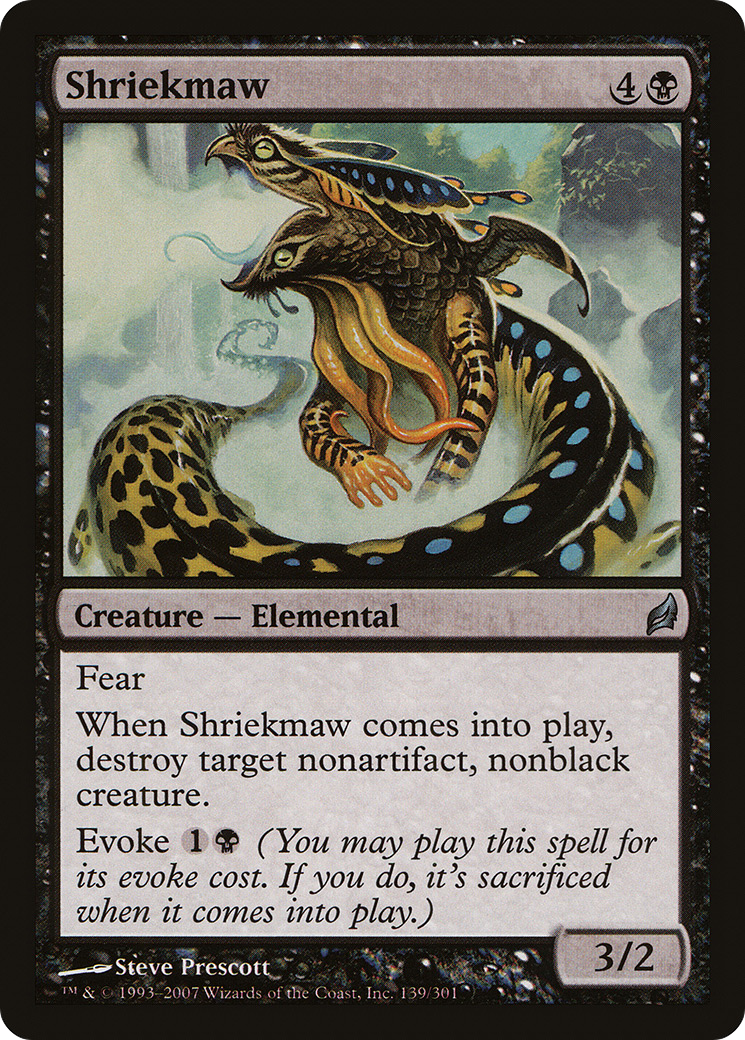 Shriekmaw 4
Creature — Elemental
Fear
When Shriekmaw comes into play,
destroy target nonartifact, nonblack
creature.
Evoke 1 (You may play this spell for
its evoke cost. If you do, it's sacrificed
when it comes into play.)
3/2
Steve Prescott
™ & © 1993–2007 Wizards of the Coast, Inc. 139/301